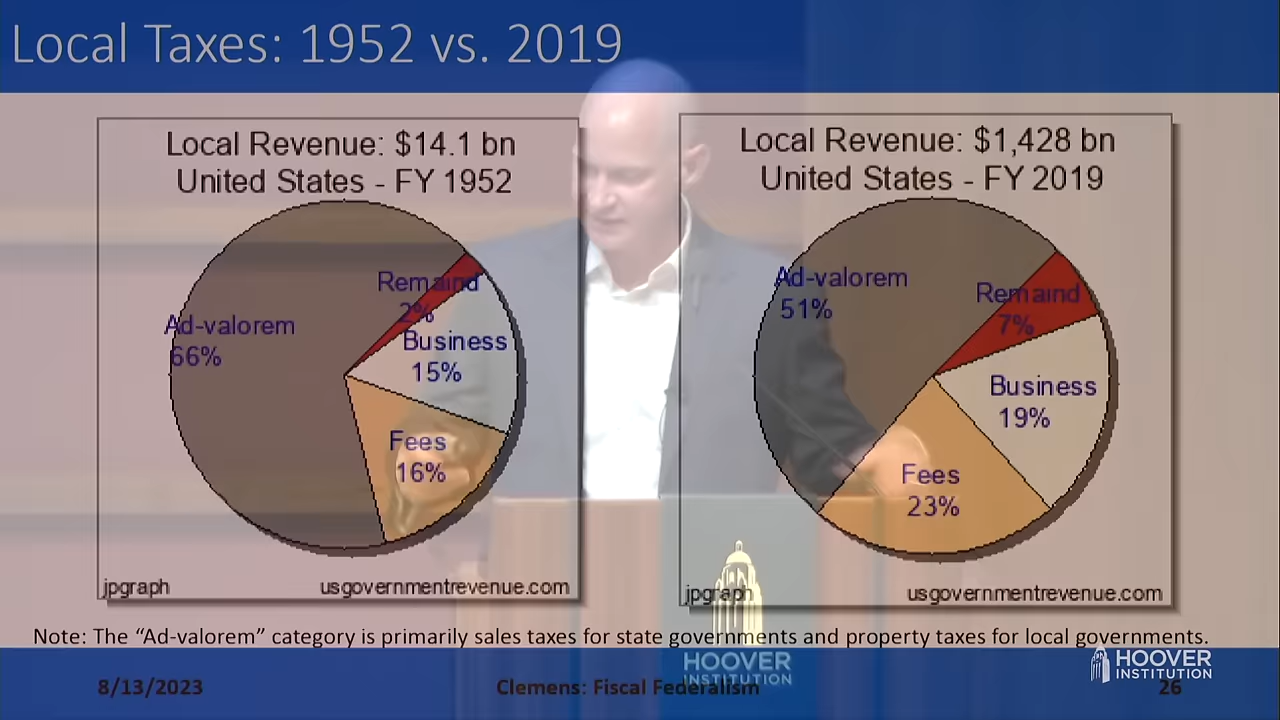 Local Taxes: 1952 vs. 2019
Local Revenue: $14.1 bn
United States - FY 1952
Ad-valorem
66%
Remaind
2%
Business
15%
Fees
16%
jpgraph
usgovernmentrevenue.com
Local Revenue: $1,428 bn
United States - FY 2019
Ad-valorem
51%
Remaind
7%
Business
19%
Fees
23%
jpgraph
usgovernmentrevenue.com
Note: The “Ad-valorem” category is primarily sales taxes for state governments and property taxes for local governments.
HOOVER
INSTITUTION
HOOVER
INSTITUTION
8/13/2023
Clemens: Fiscal Federalism
26